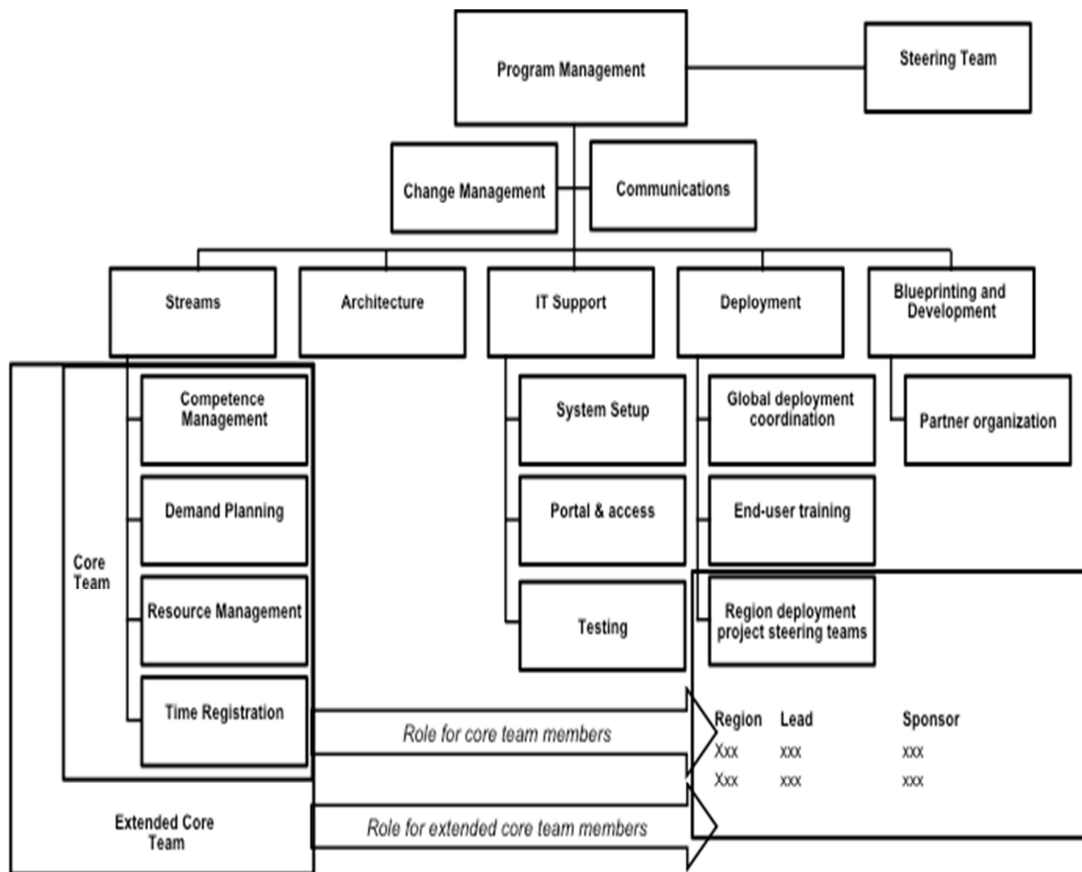 Program Management
Steering Team
Change Management
Communications
Streams
Architecture
IT Support
Deployment
Blueprinting and
Development
Competence
Management
System Setup
Global deployment
coordination
Partner organization
Demand Planning
Portal & access
End-user training
Core
Team
Resource Management
Testing
Region deployment
project steering teams
Time Registration
Role for core team members
Region Lead Sponsor
Xxx xxx xxx
Xxx xxx xxx
Extended Core
Team
Role for extended core team members